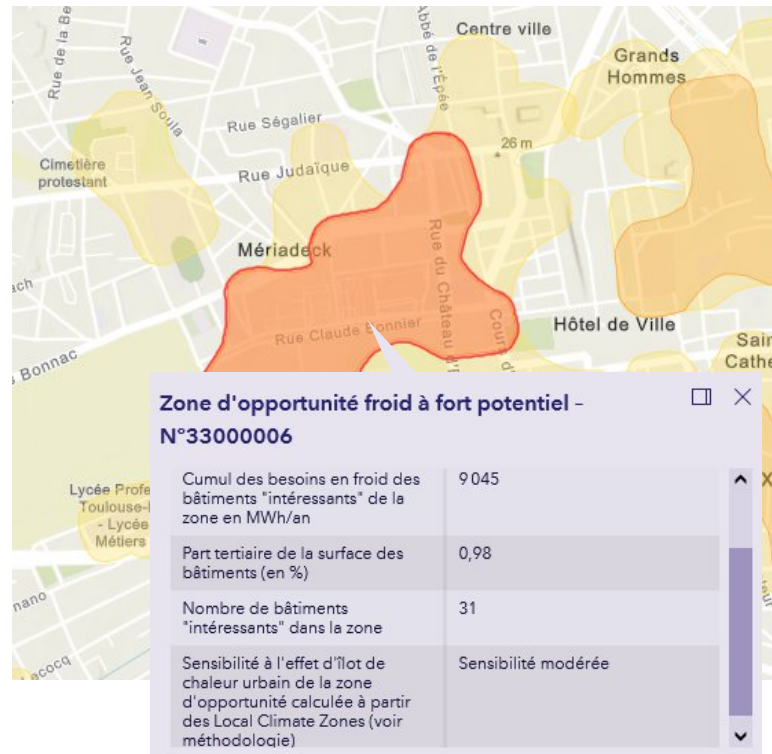 Rue de la Be
Rue Jean Soula
Abbé de l'Épée
Centre ville
Grands
Hommes
Rue Ségalier
26 m
Cimetière
protestant
Rue Judaïque
Mériadeck
Rue du Château d'E
ach
Rue Claude Bonnier
Cours d'
Hôtel de Ville
Sain
Cathe
Bonnac
Zone d'opportunité froid à fort potentiel –
N°33000006
Cumul des besoins en froid des
bâtiments "intéressants" de la
zone en MWh/an
9 045
Part tertiaire de la surface des
bâtiments (en %)
0,98
Nombre de bâtiments
"intéressants" dans la zone
31
Sensibilité à l'effet d'îlot de
chaleur urbain de la zone
d'opportunité calculée à partir
des Local Climate Zones (voir
méthodologie)
Sensibilité modérée
Lycée Profe
Toulouse-
- Lycée
Métiers
nano
Lecocq
X